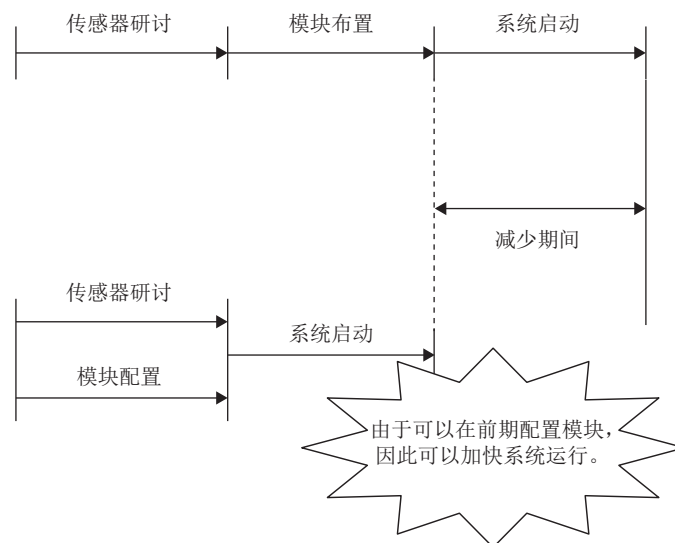 传感器研讨
模块布置
系统启动
减少期间
传感器研讨
系统启动
模块配置
由于可以在前期配置模块，
因此可以加快系统运行。